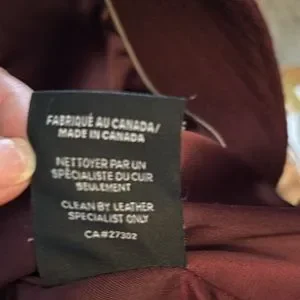 FABRIQUÉ AU CANADA/
MADE IN CANADA
NETTOYER PAR UN
SPÉCIALISTE DU CUIR
SEULEMENT
CLEAN BY LEATHER
SPECIALIST ONLY
CA#27302